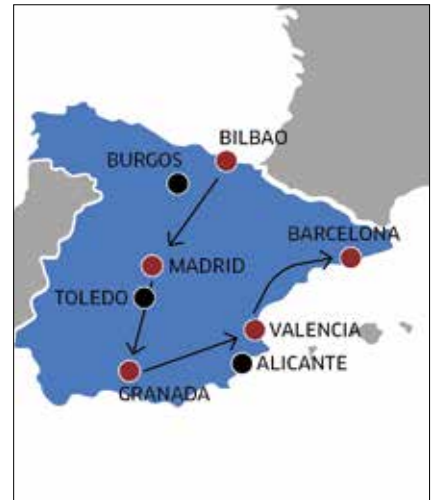 BILBAO
BURGOS
BARCELONA
MADRID
TOLEDO
VALENCIA
ALICANTE
GRANADA